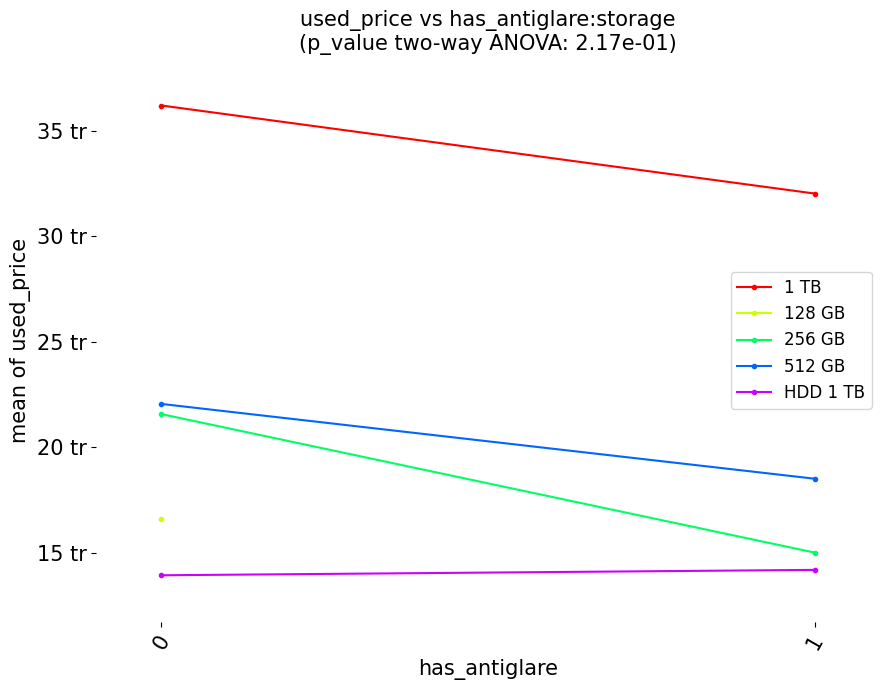 used_price vs has_antiglare:storage
(p_value two-way ANOVA: 2.17e-01)
35 tr
30 tr
25 tr
20 tr
15 tr
mean of used_price
1 TB
128 GB
256 GB
512 GB
HDD 1 TB
0
1
has_antiglare